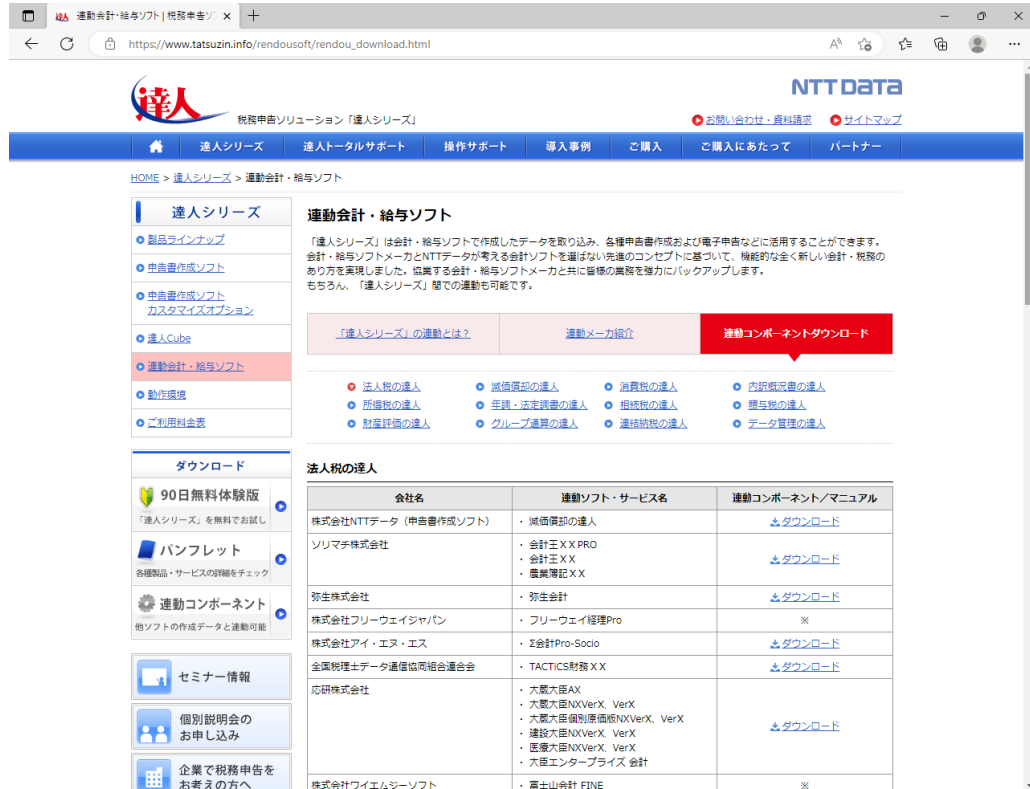 連動会計・給与ソフト | 税務申告ソ
https://www.tatsuzin.info/rendousoft/rendou_download.html
達人
税務申告ソリューション「達人シリーズ」
NTT DATA
お問い合わせ・資料請求 サイトマップ
達人シリーズ 達人トータルサポート 操作サポート 導入事例 ご購入 ご購入にあたって パートナー
HOME > 達人シリーズ > 連動会計・給与ソフト
達人シリーズ
製品ラインナップ
申告書作成ソフト
申告書作成ソフト
カスタマイズオプション
達人Cube
連動会計・給与ソフト
動作環境
ご利用料金表
ダウンロード
90日無料体験版
「達人シリーズ」を無料でお試し
パンフレット
各種製品・サービスの詳細をチェック
連動コンポーネント
他ソフトの作成データと連動可能
セミナー情報
個別説明会の
お申し込み
企業で税務申告を
お考えの方へ
連動会計・給与ソフト
「達人シリーズ」は会計・給与ソフトで作成したデータを取り込み、各種申告書作成および電子申告などに活用することができます。
会計・給与ソフトメーカとNTTデータが考える会計ソフトを選ばない先進のコンセプトに基づいて、機能的な全く新しい会計・税務の
あり方を実現しました。協業する会計・給与ソフトメーカと共に皆様の業務を強力にバックアップします。
もちろん、「達人シリーズ」間での連動も可能です。
「達人シリーズ」の連動とは? 連動メーカ紹介 連動コンポーネントダウンロード
法人税の達人 減価償却の達人 消費税の達人 内訳概況書の達人
所得税の達人 年調・法定調書の達人 相続税の達人 贈与税の達人
財産評価の達人 グループ通算の達人 連結納税の達人 データ管理の達人
法人税の達人
会社名 連動ソフト・サービス名 連動コンポーネント/マニュアル
株式会社NTTデータ(申告書作成ソフト) ・ 減価償却の達人 ダウンロード
ソリマチ株式会社 ・ 会計王XXPRO
・ 会計王XX ダウンロード
・ 農業簿記XX
弥生株式会社 ・ 弥生会計 ダウンロード
株式会社フリーウェイジャパン ・ フリーウェイ経理Pro ※
株式会社アイ・エヌ・エス ・ Σ会計Pro-Socio ダウンロード
全国税理士データ通信協同組合連合会 ・ TACTiCS財務XX ダウンロード
応研株式会社 ・ 大蔵大臣AX
・ 大蔵大臣NXVerX、VerX
・ 大蔵大臣個別原価版NXVerX、VerX
・ 建設大臣NXVerX、VerX ダウンロード
・ 医療大臣NXVerX、VerX
・ 大臣エンタープライズ 会計
株式会社ワイエムジーソフト ・ 富士山会計 FINE ※